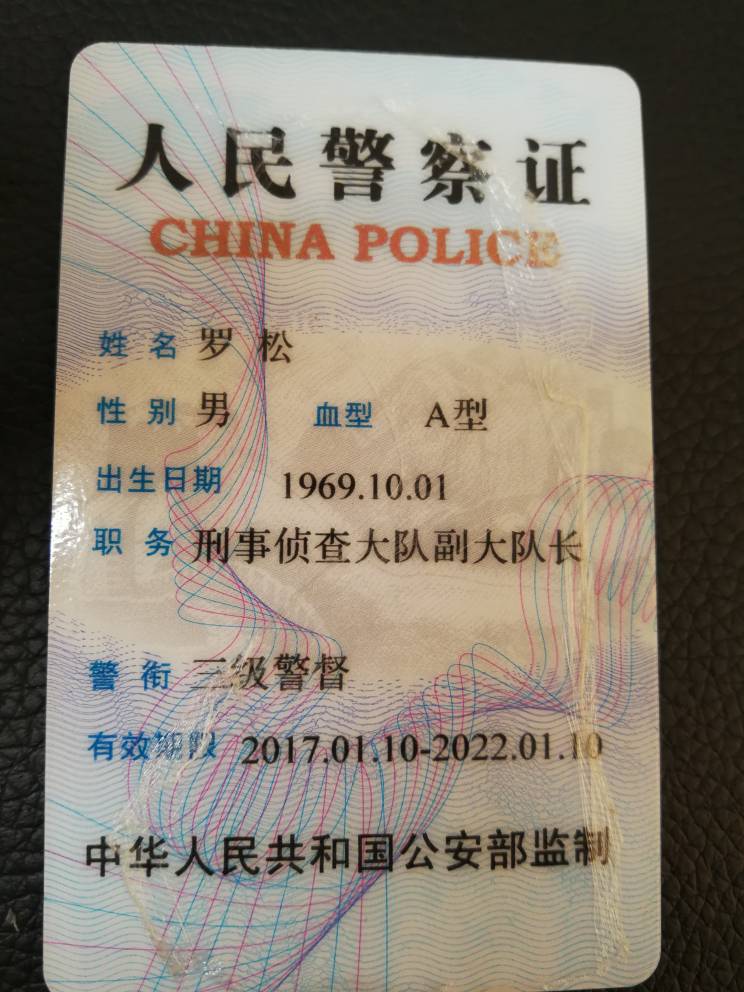 人民警察证
CHINA POLICE
姓 名 罗 松
性 别 男 血型 A型
出生日期 1969.10.01
职 务 刑事侦查大队副大队长
警 衔 三级警督
有效期限 2017.01.10-2022.01.10
中华人民共和国公安部监制